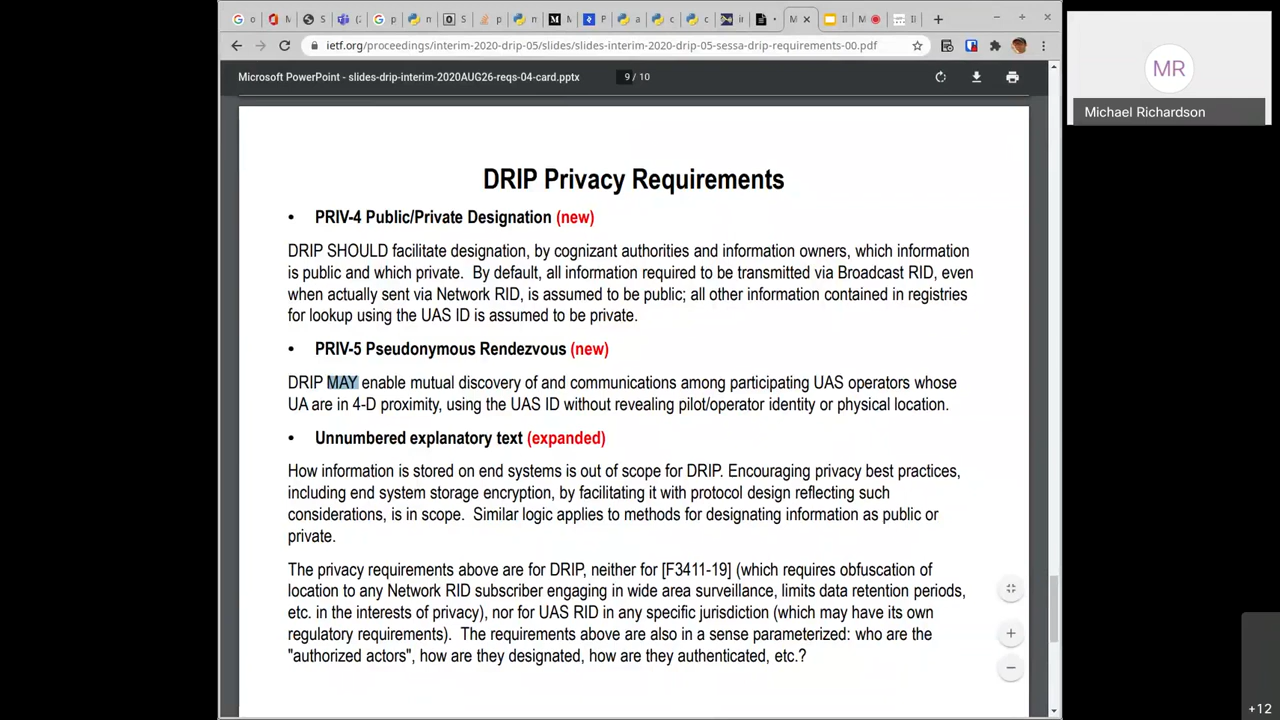 ietf.org/proceedings/interim-2020-drip-05/slides/slides-interim-2020-drip-05-sessa-drip-requirements-00.pdf
Microsoft PowerPoint - slides-drip-interim-2020AUG26-reqs-04-card.pptx
9 / 10
MR
Michael Richardson
DRIP Privacy Requirements
• PRIV-4 Public/Private Designation (new)
DRIP SHOULD facilitate designation, by cognizant authorities and information owners, which information
is public and which private. By default, all information required to be transmitted via Broadcast RID, even
when actually sent via Network RID, is assumed to be public; all other information contained in registries
for lookup using the UAS ID is assumed to be private.
• PRIV-5 Pseudonymous Rendezvous (new)
DRIP MAY enable mutual discovery of and communications among participating UAS operators whose
UA are in 4-D proximity, using the UAS ID without revealing pilot/operator identity or physical location.
• Unnumbered explanatory text (expanded)
How information is stored on end systems is out of scope for DRIP. Encouraging privacy best practices,
including end system storage encryption, by facilitating it with protocol design reflecting such
considerations, is in scope. Similar logic applies to methods for designating information as public or
private.
The privacy requirements above are for DRIP, neither for [F3411-19] (which requires obfuscation of
location to any Network RID subscriber engaging in wide area surveillance, limits data retention periods,
etc. in the interests of privacy), nor for UAS RID in any specific jurisdiction (which may have its own
regulatory requirements). The requirements above are also in a sense parameterized: who are the
"authorized actors", how are they designated, how are they authenticated, etc.?
+12